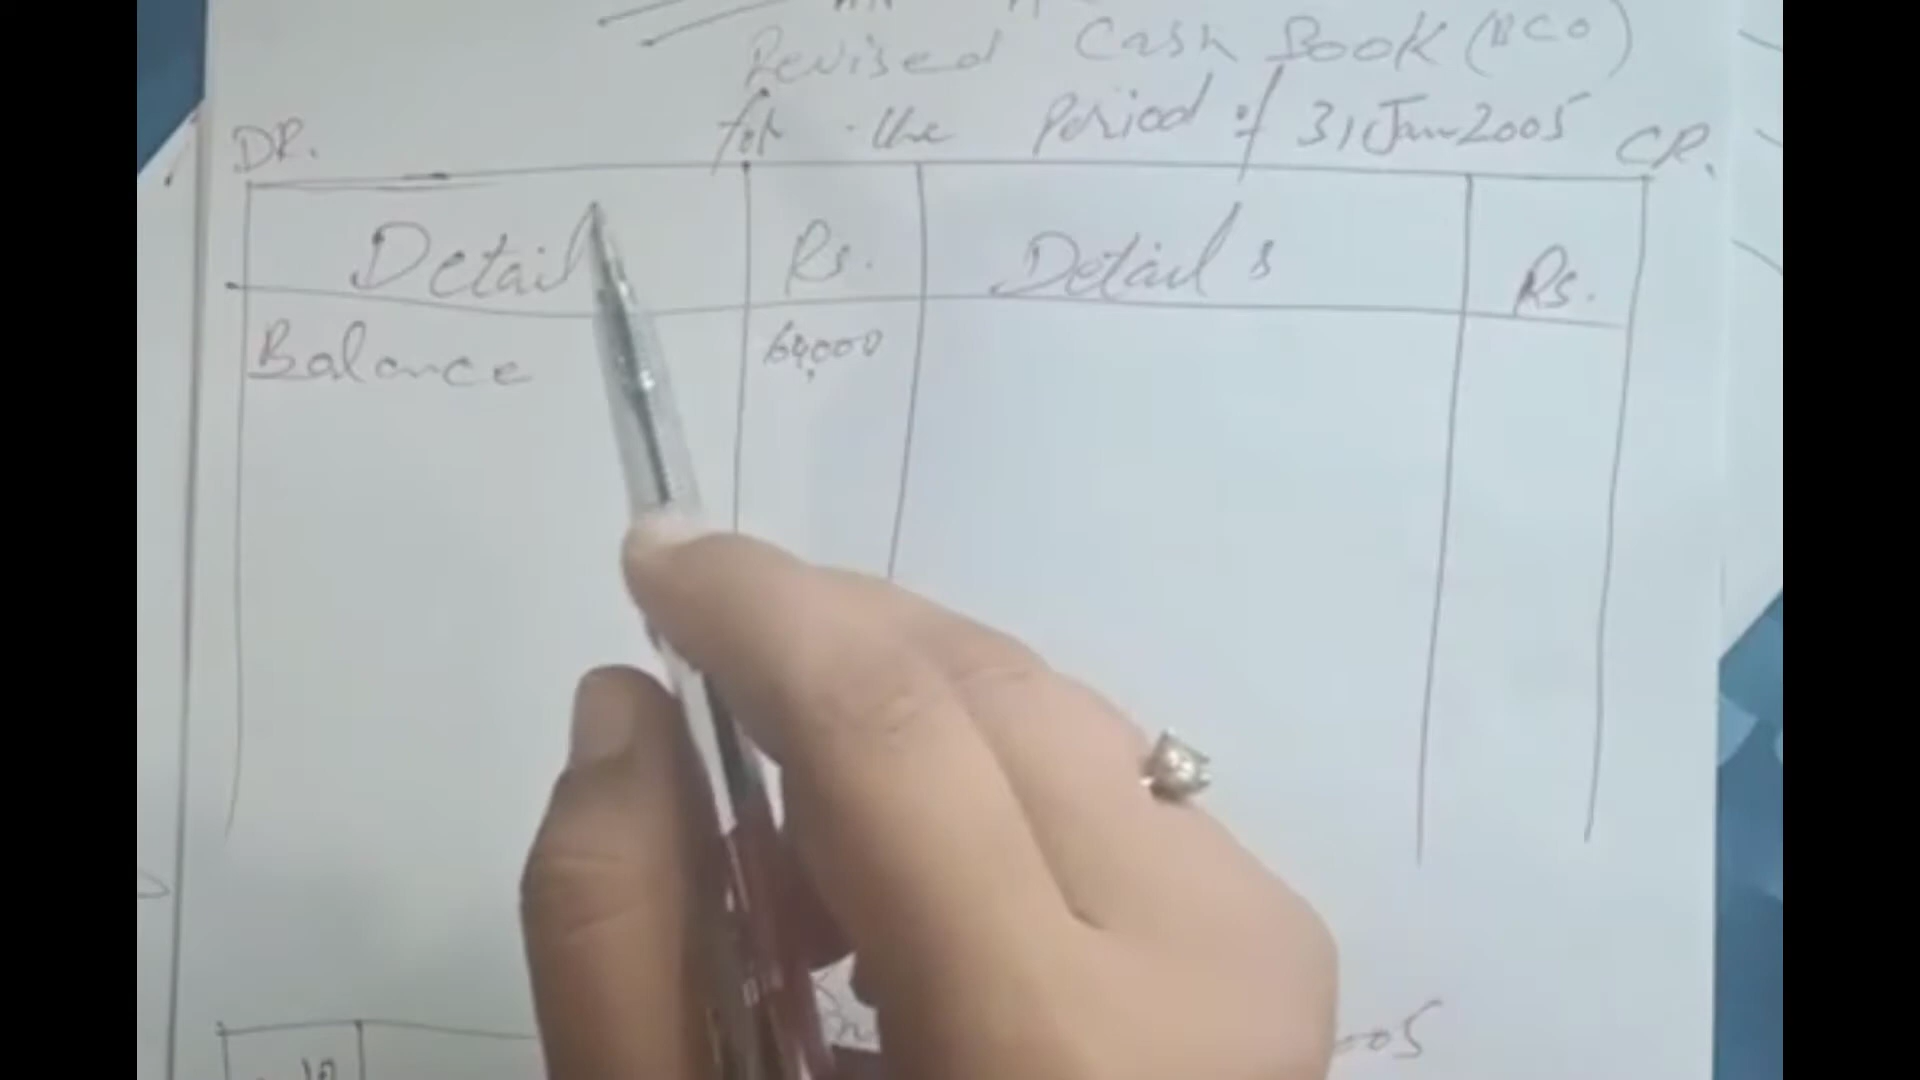 Revised Cash Book (BCO)
for the Period of 31 Jan 2005
DR. CR.
Detail Rs. Details Rs.
Balance 64,000